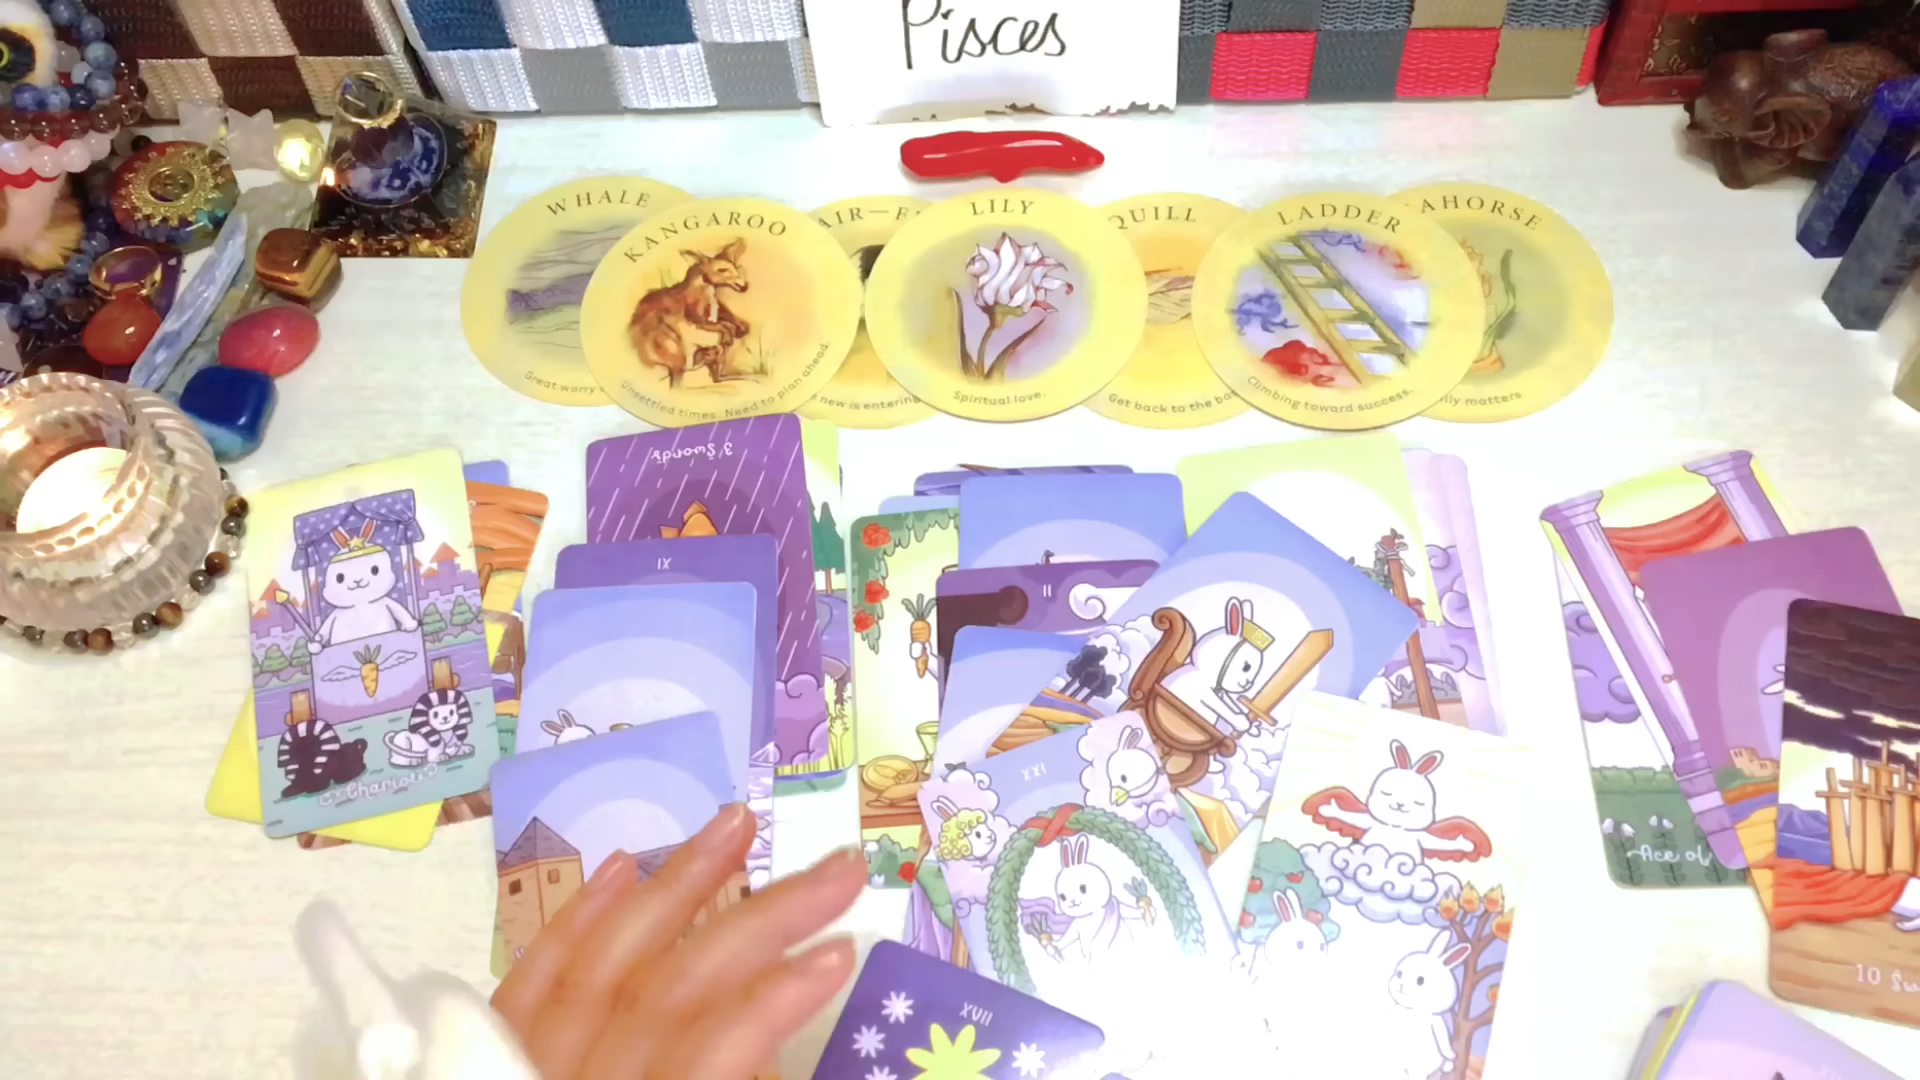 Pisces
WHALE
KANGAROO
LILY
QUILL
LADDER
AHORSE
Great worry
Unsettled times. Need to plan ahead.
new is entering
Spiritual love.
Get back to the ba
Climbing toward success.
ily matters
3 Swords
IX
II
Chariot
XXI
XVII
Ace of
10 Sw